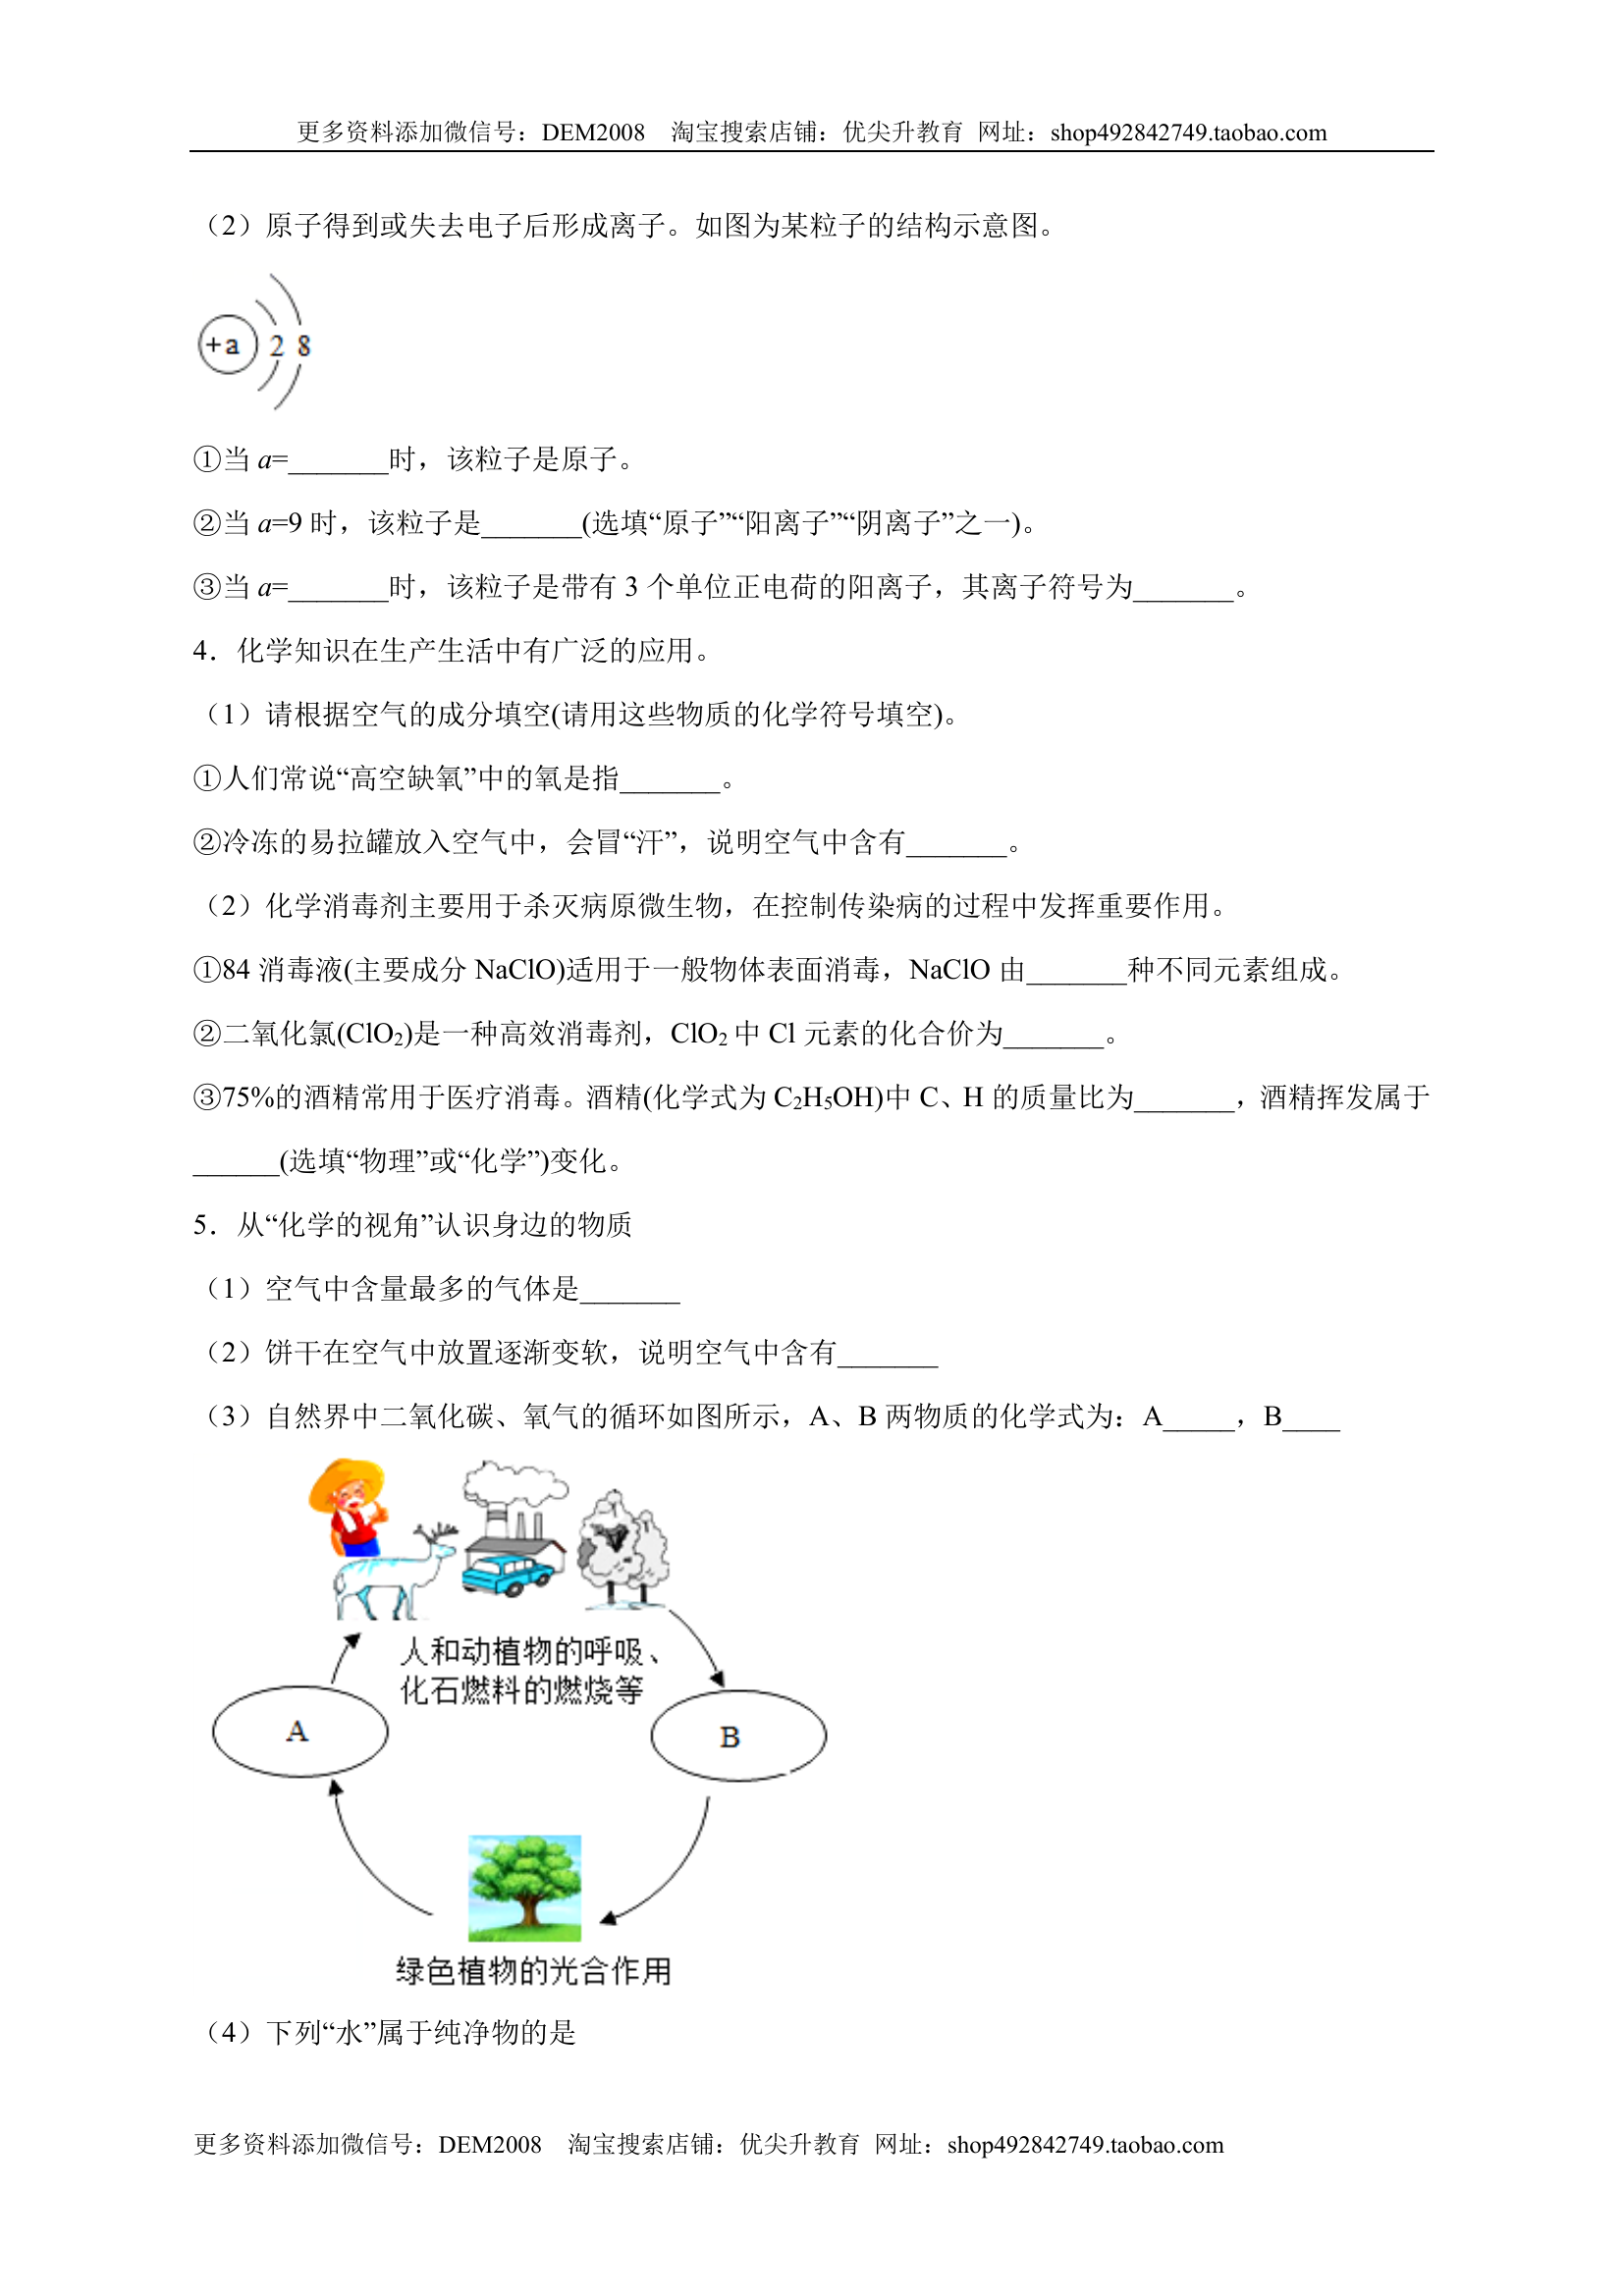 更多资料添加微信号：DEM2008 淘宝搜索店铺：优尖升教育 网址：shop492842749.taobao.com
（2）原子得到或失去电子后形成离子。如图为某粒子的结构示意图。
+a 2 8
①当 a=_______时，该粒子是原子。
②当 a=9 时，该粒子是_______(选填“原子”“阳离子”“阴离子”之一)。
③当 a=_______时，该粒子是带有 3 个单位正电荷的阳离子，其离子符号为_______。
4．化学知识在生产生活中有广泛的应用。
（1）请根据空气的成分填空(请用这些物质的化学符号填空)。
①人们常说“高空缺氧”中的氧是指_______。
②冷冻的易拉罐放入空气中，会冒“汗”，说明空气中含有_______。
（2）化学消毒剂主要用于杀灭病原微生物，在控制传染病的过程中发挥重要作用。
①84 消毒液(主要成分 NaClO)适用于一般物体表面消毒，NaClO 由_______种不同元素组成。
②二氧化氯(ClO₂)是一种高效消毒剂，ClO₂ 中 Cl 元素的化合价为_______。
③75%的酒精常用于医疗消毒。酒精(化学式为 C₂H₅OH)中 C、H 的质量比为_______，酒精挥发属于
______(选填“物理”或“化学”)变化。
5．从“化学的视角”认识身边的物质
（1）空气中含量最多的气体是_______
（2）饼干在空气中放置逐渐变软，说明空气中含有_______
（3）自然界中二氧化碳、氧气的循环如图所示，A、B 两物质的化学式为：A_____，B____
人和动植物的呼吸、
化石燃料的燃烧等
A
B
绿色植物的光合作用
（4）下列“水”属于纯净物的是
更多资料添加微信号：DEM2008 淘宝搜索店铺：优尖升教育 网址：shop492842749.taobao.com